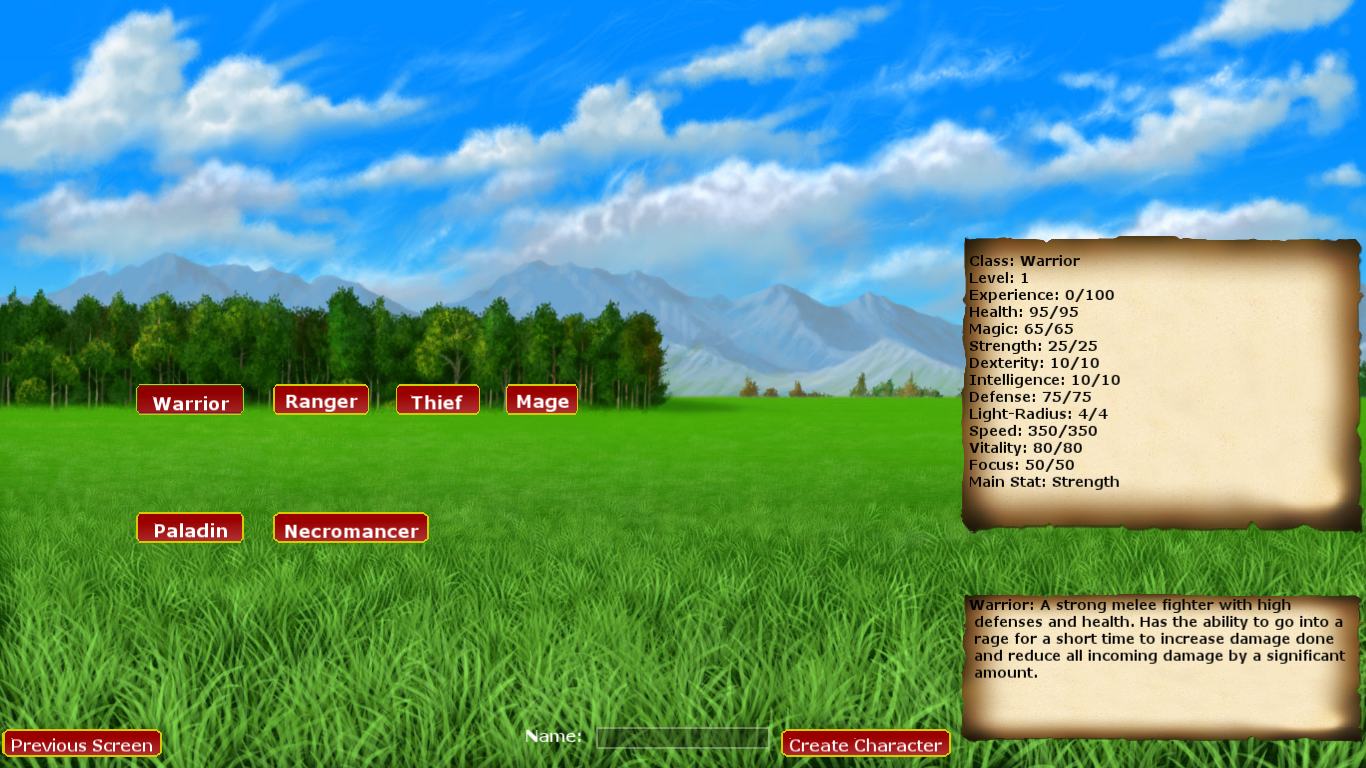 Class: Warrior
Level: 1
Experience: 0/100
Health: 95/95
Magic: 65/65
Strength: 25/25
Dexterity: 10/10
Intelligence: 10/10
Defense: 75/75
Light-Radius: 4/4
Speed: 350/350
Vitality: 80/80
Focus: 50/50
Main Stat: Strength
Warrior
Ranger
Thief
Mage
Paladin
Necromancer
Warrior: A strong melee fighter with high
defenses and health. Has the ability to go into a
rage for a short time to increase damage done
and reduce all incoming damage by a significant
amount.
Previous Screen
Name:
Create Character